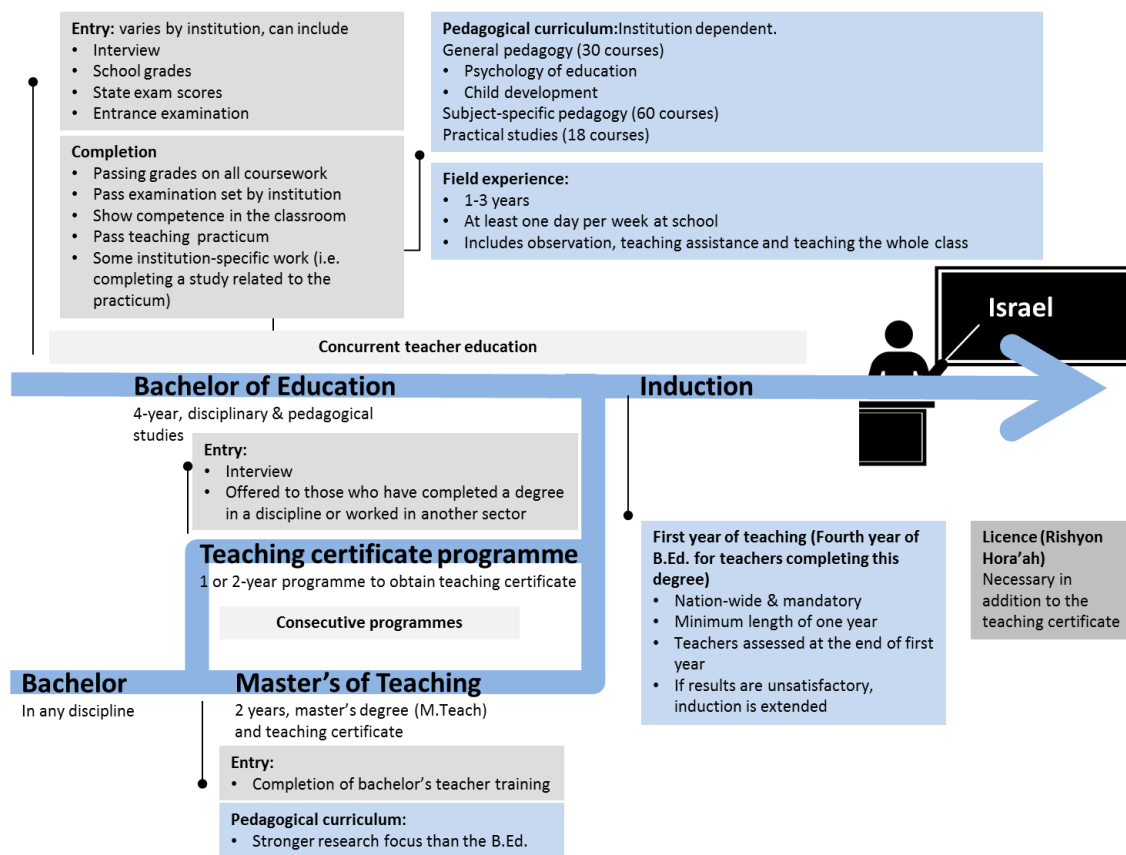 Entry: varies by institution, can include
• Interview
• School grades
• State exam scores
• Entrance examination
Pedagogical curriculum:Institution dependent.
General pedagogy (30 courses)
• Psychology of education
• Child development
Subject-specific pedagogy (60 courses)
Practical studies (18 courses)
Completion
• Passing grades on all coursework
• Pass examination set by institution
• Show competence in the classroom
• Pass teaching practicum
• Some institution-specific work (i.e.
completing a study related to the
practicum)
Field experience:
• 1-3 years
• At least one day per week at school
• Includes observation, teaching assistance and teaching the whole class
Israel
Concurrent teacher education
Bachelor of Education
4-year, disciplinary & pedagogical
studies
Induction
Entry:
• Interview
• Offered to those who have completed a degree
in a discipline or worked in another sector
Teaching certificate programme
1 or 2-year programme to obtain teaching certificate
Consecutive programmes
First year of teaching (Fourth year of
B.Ed. for teachers completing this
degree)
• Nation-wide & mandatory
• Minimum length of one year
• Teachers assessed at the end of first
year
• If results are unsatisfactory,
induction is extended
Licence (Rishyon
Hora'ah)
Necessary in
addition to the
teaching certificate
Bachelor
In any discipline
Master's of Teaching
2 years, master's degree (M.Teach)
and teaching certificate
Entry:
• Completion of bachelor's teacher training
Pedagogical curriculum:
• Stronger research focus than the B.Ed.